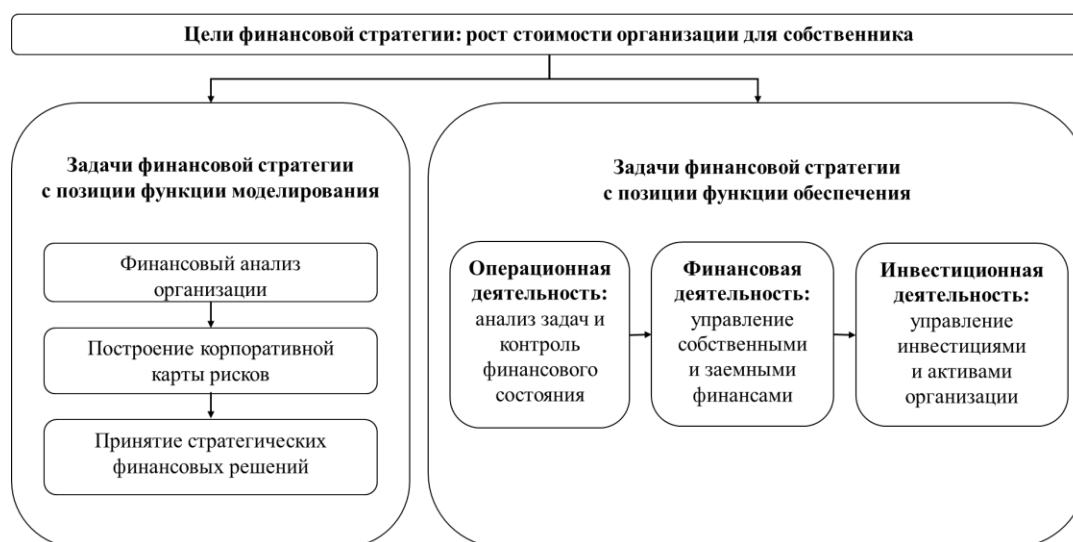 Цели финансовой стратегии: рост стоимости организации для собственника
Задачи финансовой стратегии
с позиции функции моделирования
Финансовый анализ
организации
Построение корпоративной
карты рисков
Принятие стратегических
финансовых решений
Задачи финансовой стратегии
с позиции функции обеспечения
Операционная
деятельность:
анализ задач и
контроль
финансового
состояния
Финансовая
деятельность:
управление
собственными
и заемными
финансами
Инвестиционная
деятельность:
управление
инвестициями
и активами
организации